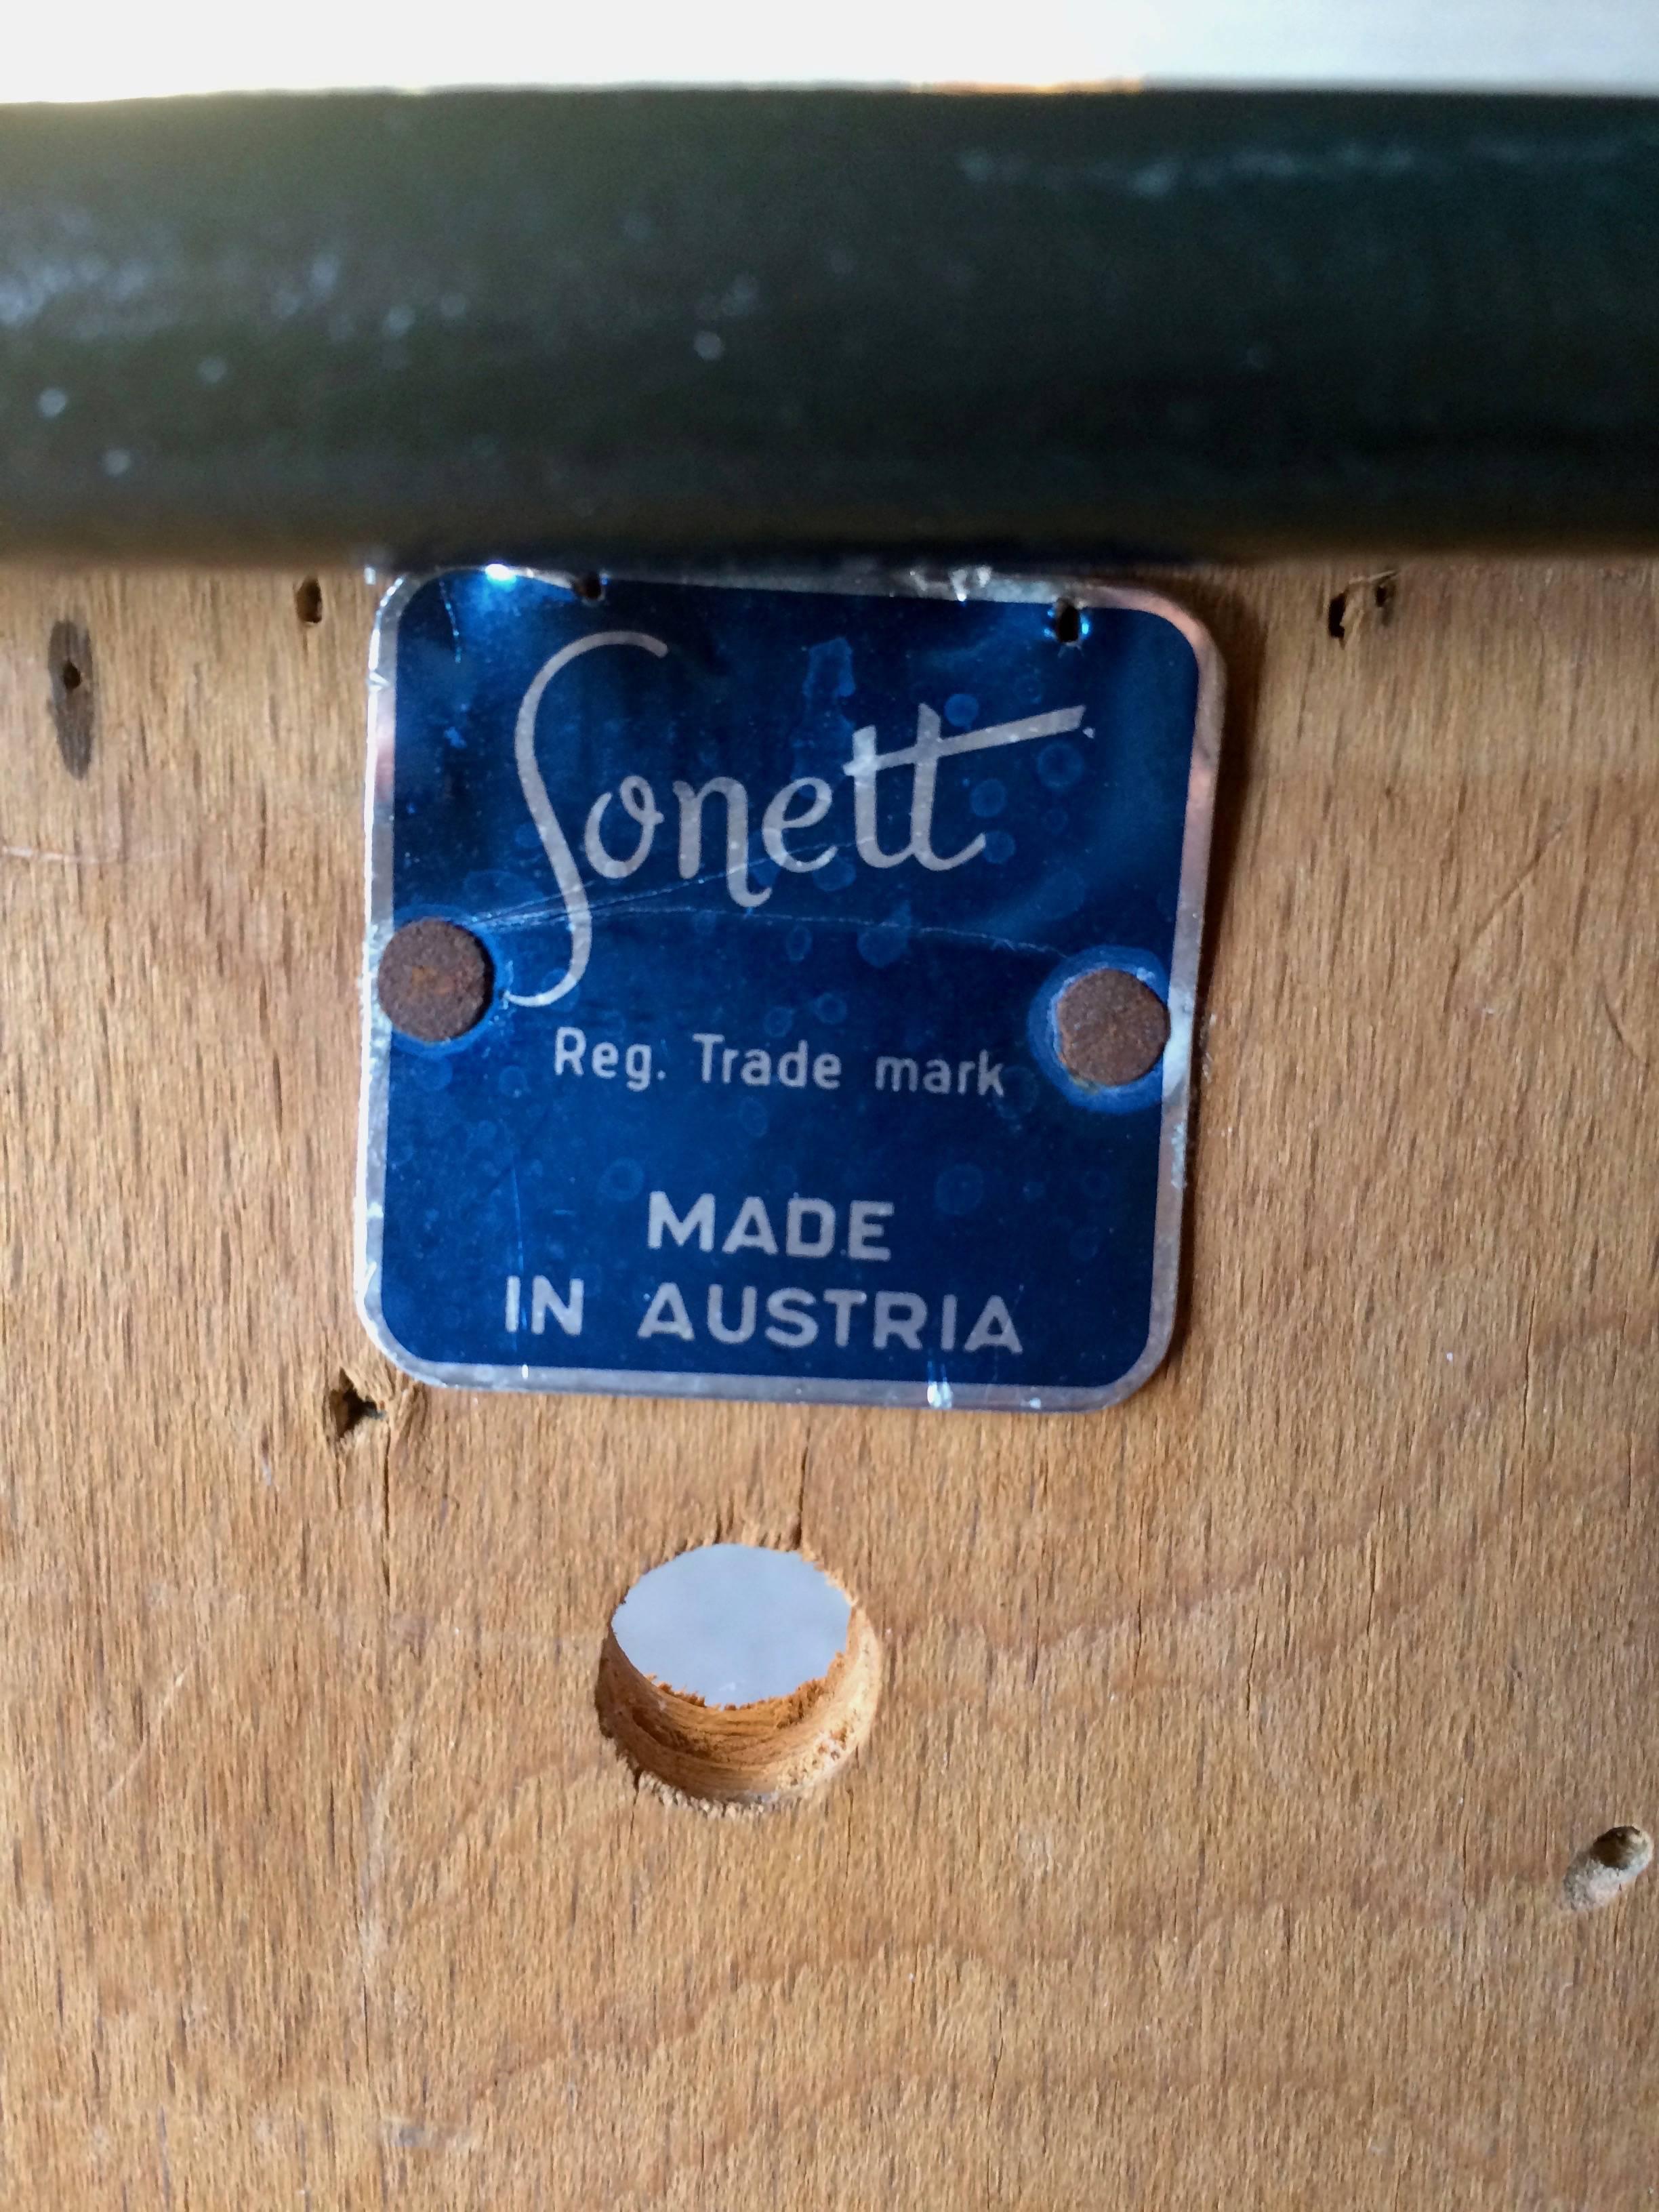 Sonett
Reg. Trade mark
MADE
IN AUSTRIA